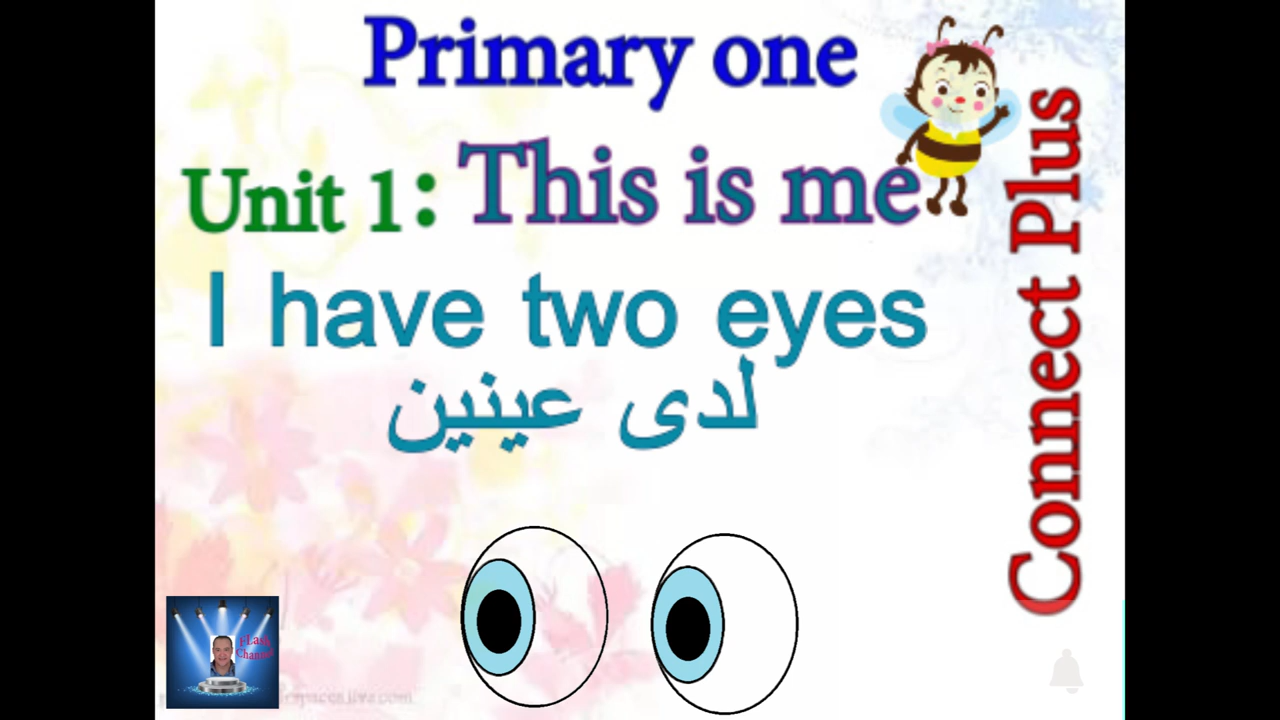 Primary one
Unit 1: This is me
I have two eyes
لدى عينين
Connect Plus